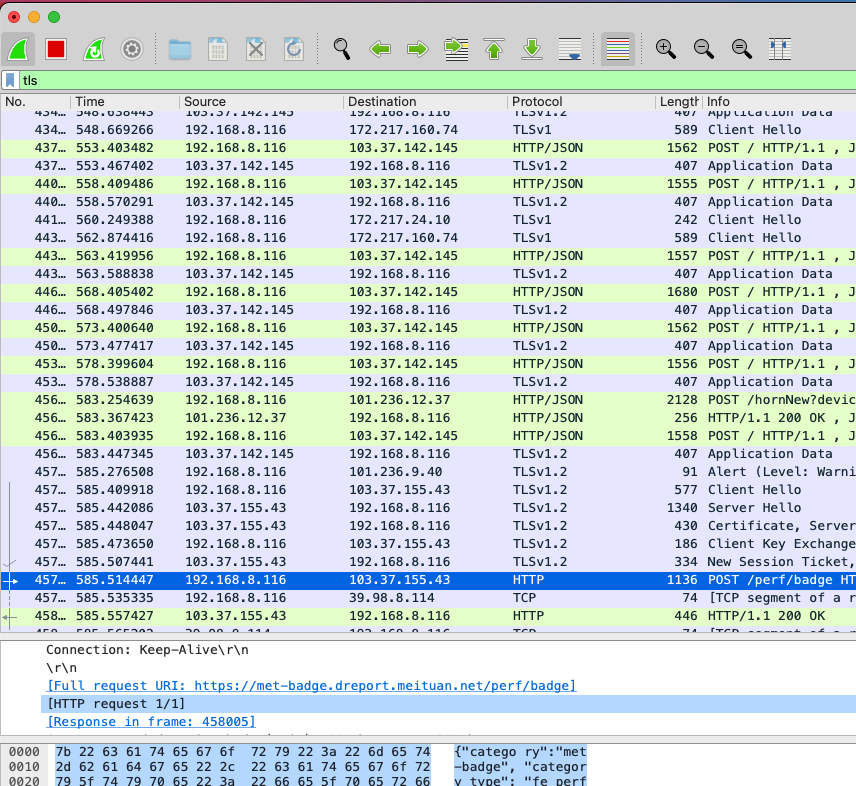 tls
No. Time Source Destination Protocol Length Info
434… 548.638443 103.37.142.145 192.168.8.116 TLSv1.2 407 Application Data
434… 548.669266 192.168.8.116 172.217.160.74 TLSv1 589 Client Hello
437… 553.403482 192.168.8.116 103.37.142.145 HTTP/JSON 1562 POST / HTTP/1.1 , J
437… 553.467402 103.37.142.145 192.168.8.116 TLSv1.2 407 Application Data
440… 558.409486 192.168.8.116 103.37.142.145 HTTP/JSON 1555 POST / HTTP/1.1 , J
440… 558.570291 103.37.142.145 192.168.8.116 TLSv1.2 407 Application Data
441… 560.249388 192.168.8.116 172.217.24.10 TLSv1 242 Client Hello
443… 562.874416 192.168.8.116 172.217.160.74 TLSv1 589 Client Hello
443… 563.419956 192.168.8.116 103.37.142.145 HTTP/JSON 1557 POST / HTTP/1.1 , J
443… 563.588838 103.37.142.145 192.168.8.116 TLSv1.2 407 Application Data
446… 568.405402 192.168.8.116 103.37.142.145 HTTP/JSON 1680 POST / HTTP/1.1 , J
446… 568.497846 103.37.142.145 192.168.8.116 TLSv1.2 407 Application Data
450… 573.400640 192.168.8.116 103.37.142.145 HTTP/JSON 1562 POST / HTTP/1.1 , J
450… 573.477417 103.37.142.145 192.168.8.116 TLSv1.2 407 Application Data
453… 578.399604 192.168.8.116 103.37.142.145 HTTP/JSON 1556 POST / HTTP/1.1 , J
453… 578.538887 103.37.142.145 192.168.8.116 TLSv1.2 407 Application Data
456… 583.254639 192.168.8.116 101.236.12.37 HTTP/JSON 2128 POST /hornNew?devic
456… 583.367423 101.236.12.37 192.168.8.116 HTTP/JSON 256 HTTP/1.1 200 OK , J
456… 583.403935 192.168.8.116 103.37.142.145 HTTP/JSON 1558 POST / HTTP/1.1 , J
456… 583.447345 103.37.142.145 192.168.8.116 TLSv1.2 407 Application Data
457… 585.276508 192.168.8.116 101.236.9.40 TLSv1.2 91 Alert (Level: Warni
457… 585.409918 192.168.8.116 103.37.155.43 TLSv1.2 577 Client Hello
457… 585.442086 103.37.155.43 192.168.8.116 TLSv1.2 1340 Server Hello
457… 585.448047 103.37.155.43 192.168.8.116 TLSv1.2 430 Certificate, Server
457… 585.473650 192.168.8.116 103.37.155.43 TLSv1.2 186 Client Key Exchange
457… 585.507441 103.37.155.43 192.168.8.116 TLSv1.2 334 New Session Ticket,
457… 585.514447 192.168.8.116 103.37.155.43 HTTP 1136 POST /perf/badge HT
457… 585.535335 192.168.8.116 39.98.8.114 TCP 74 [TCP segment of a r
458… 585.557427 103.37.155.43 192.168.8.116 HTTP 446 HTTP/1.1 200 OK
Connection: Keep-Alive\r\n
\r\n
[Full request URI: https://met-badge.dreport.meituan.net/perf/badge]
[HTTP request 1/1]
[Response in frame: 458005]
0000 7b 22 63 61 74 65 67 6f 72 79 22 3a 22 6d 65 74 {"catego ry":"met
0010 2d 62 61 64 67 65 22 2c 22 63 61 74 65 67 6f 72 -badge", "categor
0020 79 5f 74 79 70 65 22 3a 22 66 65 5f 70 65 72 66 y_type": "fe_perf